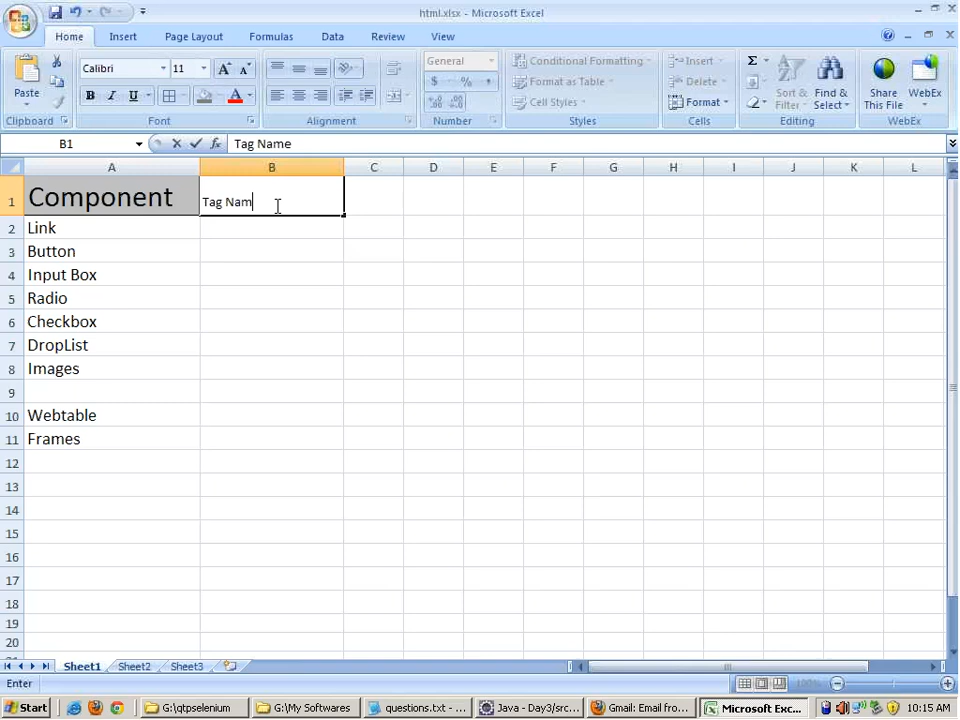 html.xlsx - Microsoft Excel
Home Insert Page Layout Formulas Data Review View
Paste
Calibri 11 A A
B I U A
General
$ % ,
Conditional Formatting
Format as Table
Cell Styles
Insert
Delete
Format
Σ
Sort & Filter
Find & Select
Share This File
WebEx
Clipboard Font Alignment Number Styles Cells Editing WebEx
B1 fx Tag Name
A B C D E F G H I J K L
1 Component Tag Nam
2 Link
3 Button
4 Input Box
5 Radio
6 Checkbox
7 DropList
8 Images
9
10 Webtable
11 Frames
12
13
14
15
16
17
18
19
20
Sheet1 Sheet2 Sheet3
Enter 100%
Start G:\qtpselenium G:\My Softwares questions.txt - ... Java - Day3/src... Gmail: Email fro... Microsoft Exc... 10:15 AM